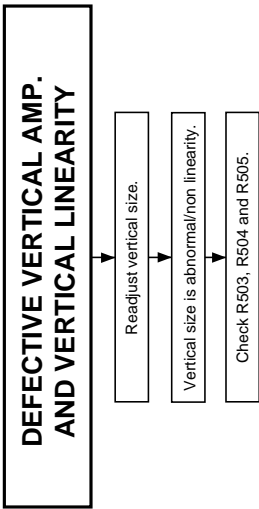 DEFECTIVE VERTICAL AMP.
AND VERTICAL LINEARITY
Readjust vertical size.
Vertical size is abnormal/non linearity.
Check R503, R504 and R505.